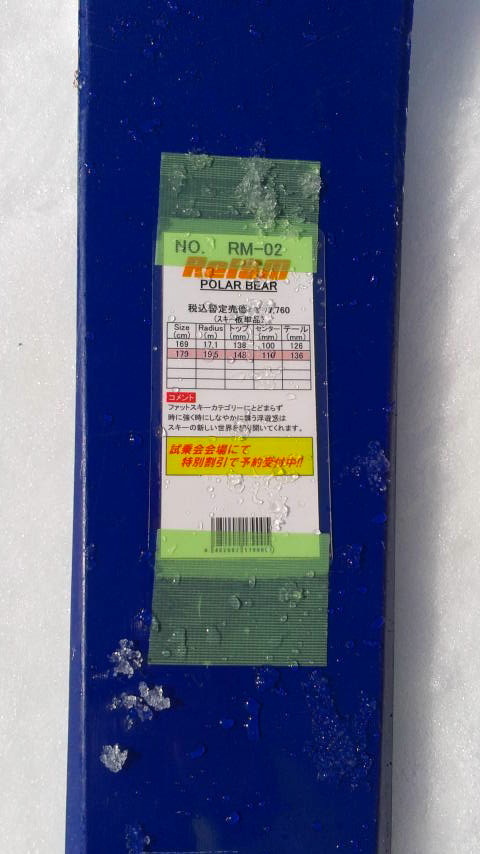 NO. RM-02
ReISM
POLAR BEAR
税込暫定売価
(スキー板単品)
Size Radius トップ センター テール
(cm) (m) (mm) (mm) (mm)
169 17.1 138 100 126
179 19.5 148 110 136
コメント
ファットスキーカテゴリーにとどまらず
時に強く時にしなやかに舞う浮遊感は
スキーの新しい世界を切り開いてくれます。
試乗会会場にて
特別割引で予約受付中!!